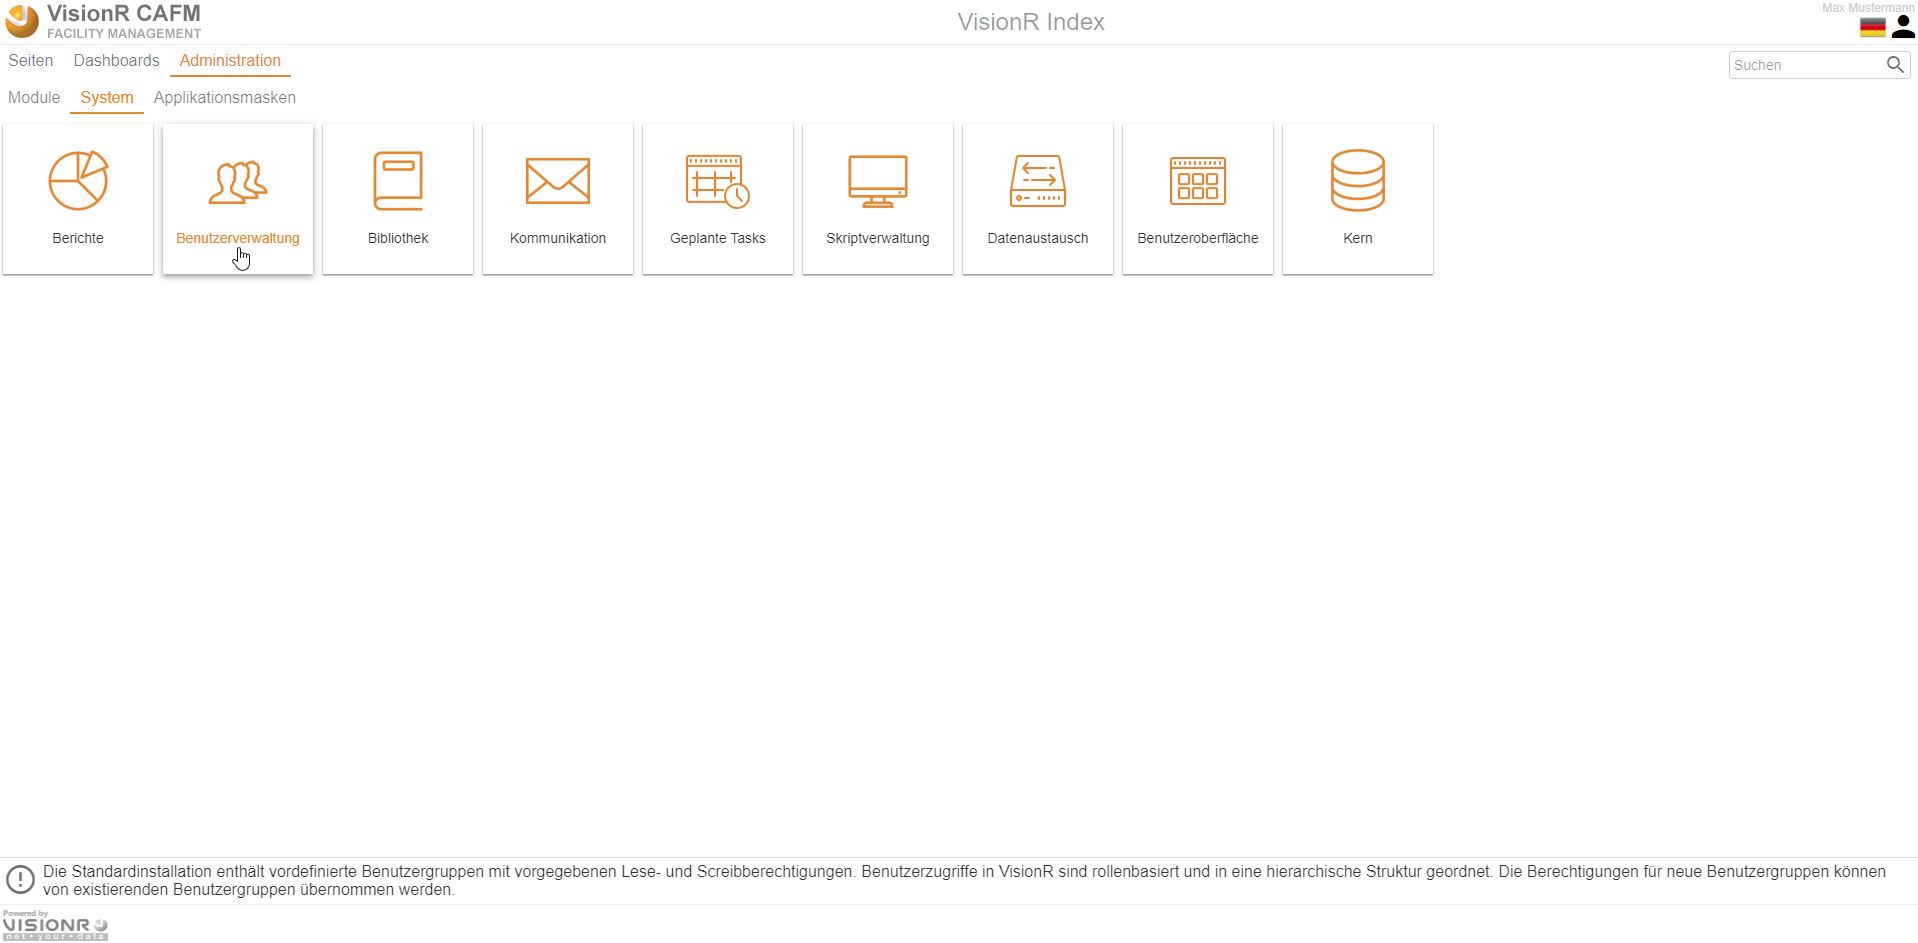 VisionR CAFM
FACILITY MANAGEMENT
VisionR Index
Max Mustermann
Seiten Dashboards Administration
Suchen
Module System Applikationsmasken
Berichte Benutzerverwaltung Bibliothek Kommunikation Geplante Tasks Skriptverwaltung Datenaustausch Benutzeroberfläche Kern
Die Standardinstallation enthält vordefinierte Benutzergruppen mit vorgegebenen Lese- und Screibberechtigungen. Benutzerzugriffe in VisionR sind rollenbasiert und in eine hierarchische Struktur geordnet. Die Berechtigungen für neue Benutzergruppen können
von existierenden Benutzergruppen übernommen werden.
Powered by
VISIONR
net•your•data